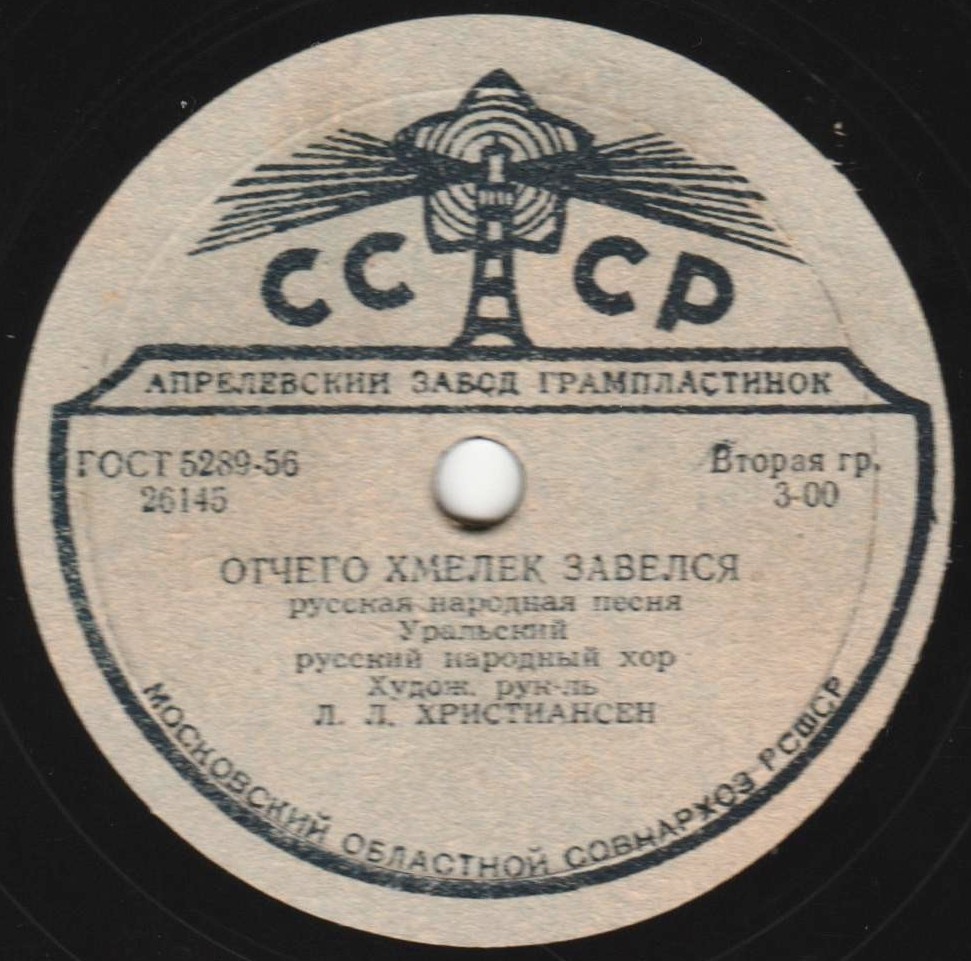 СССР
АПРЕЛЕВСКИЙ ЗАВОД ГРАМПЛАСТИНОК
ГОСТ 5289-56
26145
Вторая гр.
3-00
ОТЧЕГО ХМЕЛЕК ЗАВЕЛСЯ
русская народная песня
Уральский
русский народный хор
Худож. рук-ль
Л. Л. ХРИСТИАНСЕН
МОСКОВСКИЙ ОБЛАСТНОЙ СОВНАРХОЗ РСФСР